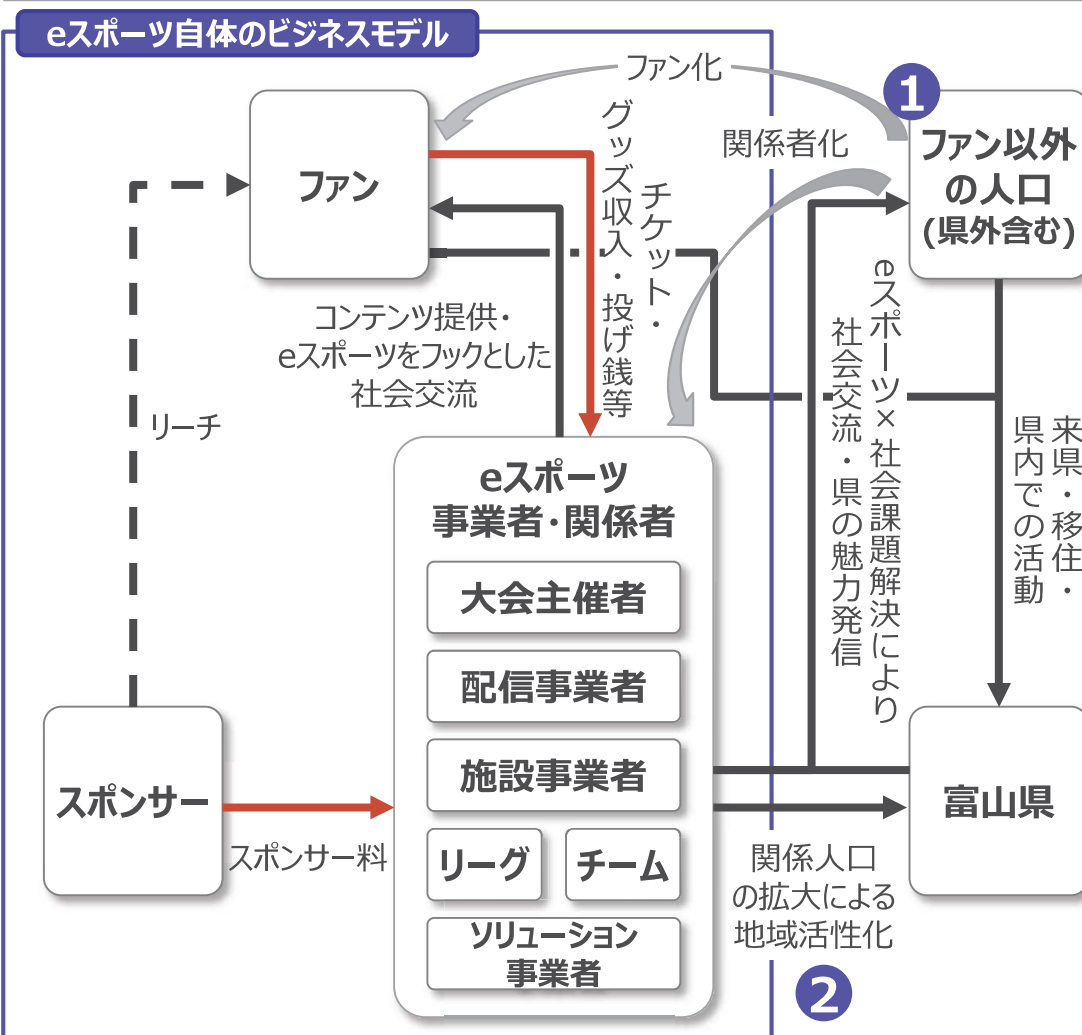 eスポーツ自体のビジネスモデル
ファン化
1
ファン以外
の人口
(県外含む)
関係者化
ファン
チケット・
グッズ収入・投げ銭等
コンテンツ提供・
eスポーツをフックとした
社会交流
リーチ
eスポーツ×社会課題解決により
社会交流・県の魅力発信
来県・移住・
県内での活動
eスポーツ
事業者・関係者
大会主催者
配信事業者
施設事業者
リーグ
チーム
ソリューション
事業者
スポンサー
スポンサー料
富山県
関係人口
の拡大による
地域活性化
2